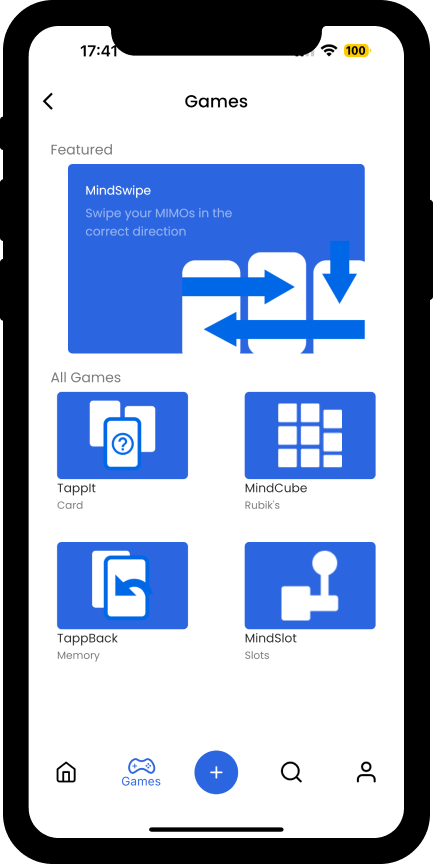 17:41
100
Games
Featured
MindSwipe
Swipe your MIMOs in the
correct direction
All Games
?
TappIt
Card
MindCube
Rubik's
TappBack
Memory
MindSlot
Slots
Games